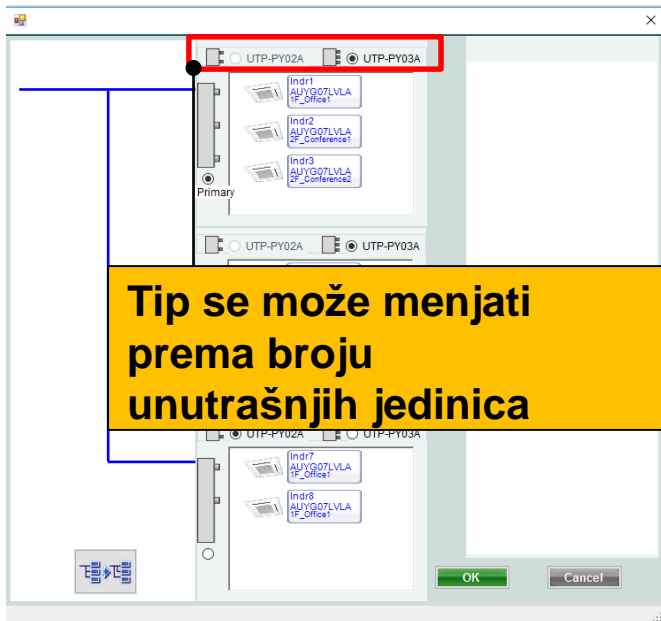 UTP-PY02A UTP-PY03A
Indr1
AUYG07LVLA
1F_Office1
Indr2
AUYG07LVLA
2F_Conference1
Indr3
AUYG07LVLA
2F_Conference2
Primary
UTP-PY02A UTP-PY03A
Tip se može menjati
prema broju
unutrašnjih jedinica
UTP-PY02A UTP-PY03A
Indr7
AUYG07LVLA
1F_Office1
Indr8
AUYG07LVLA
1F_Office1
OK Cancel